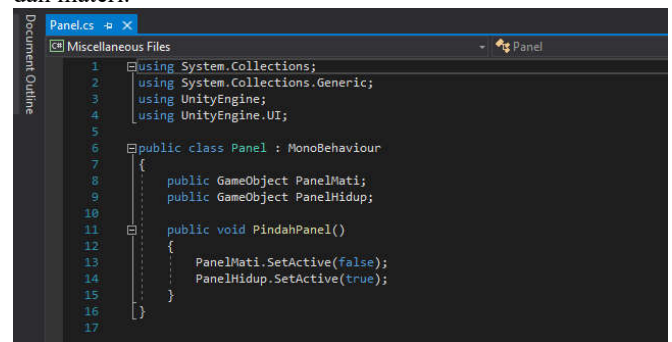 dan materi.
Document Outline
Panel.cs
C# Miscellaneous Files Panel
1 using System.Collections;
2 using System.Collections.Generic;
3 using UnityEngine;
4 using UnityEngine.UI;
5
6 public class Panel : MonoBehaviour
7 {
8 public GameObject PanelMati;
9 public GameObject PanelHidup;
10
11 public void PindahPanel()
12 {
13 PanelMati.SetActive(false);
14 PanelHidup.SetActive(true);
15 }
16 }
17